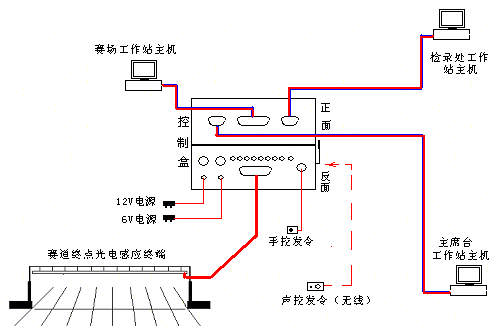 赛场工作站主机
检录处工作
站主机
控制盒
正面
反面
12V电源
6V电源
手控发令
赛道终点光电感应终端
声控发令（无线）
主席台
工作站主机